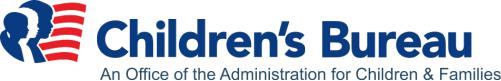 Children's Bureau
An Office of the Administration for Children & Families